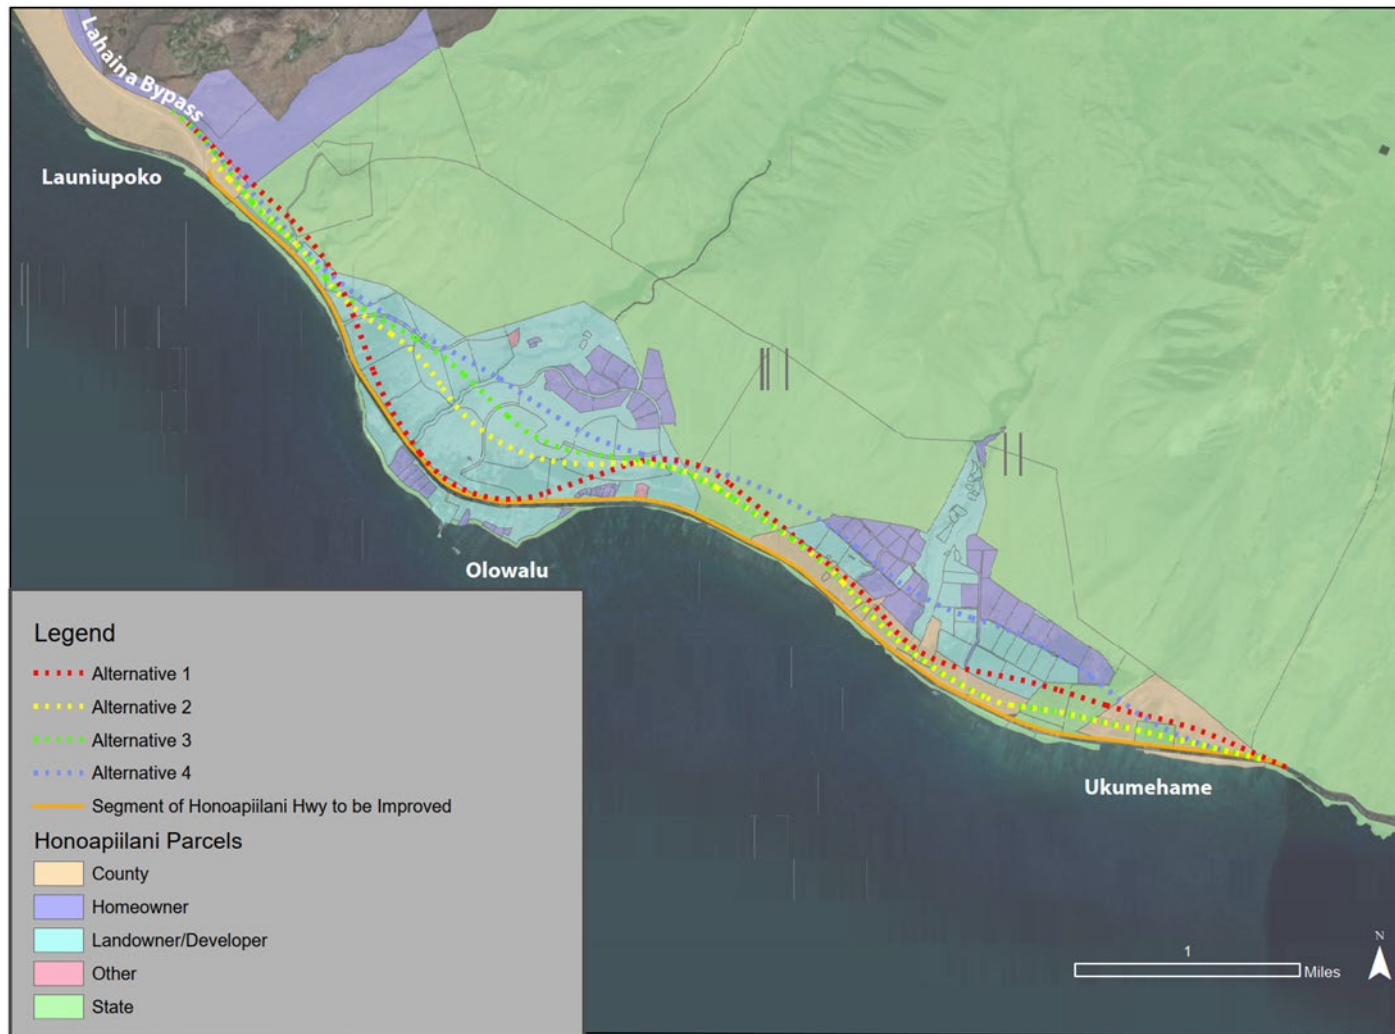 Lahaina Bypass
Launiupoko
Olowalu
Ukumehame
Legend
Alternative 1
Alternative 2
Alternative 3
Alternative 4
Segment of Honoapiilani Hwy to be Improved
Honoapiilani Parcels
County
Homeowner
Landowner/Developer
Other
State
1
Miles
N